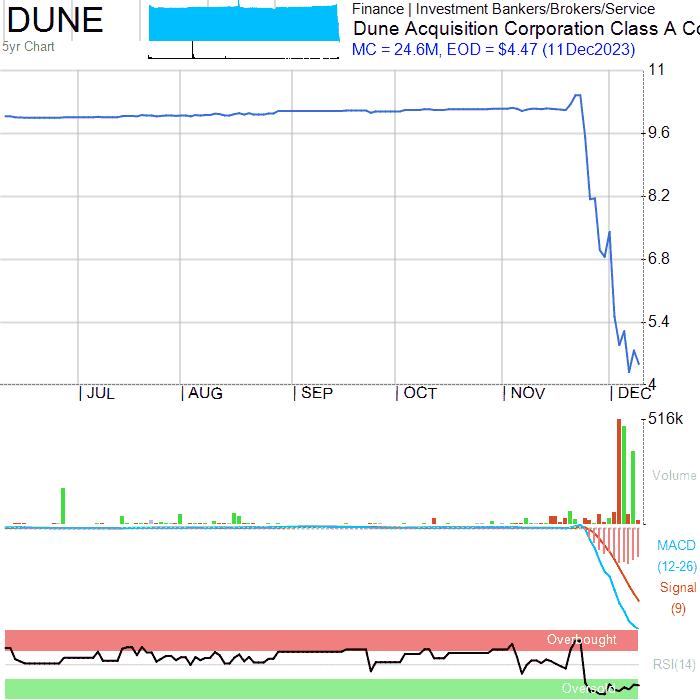 DUNE
5yr Chart
Finance | Investment Bankers/Brokers/Service
Dune Acquisition Corporation Class A Co
MC = 24.6M, EOD = $4.47 (11Dec2023)
11
9.6
8.2
6.8
5.4
4
JUL AUG SEP OCT NOV DEC
516k
Volume
MACD
(12-26)
Signal
(9)
Overbought
RSI(14)
Oversold